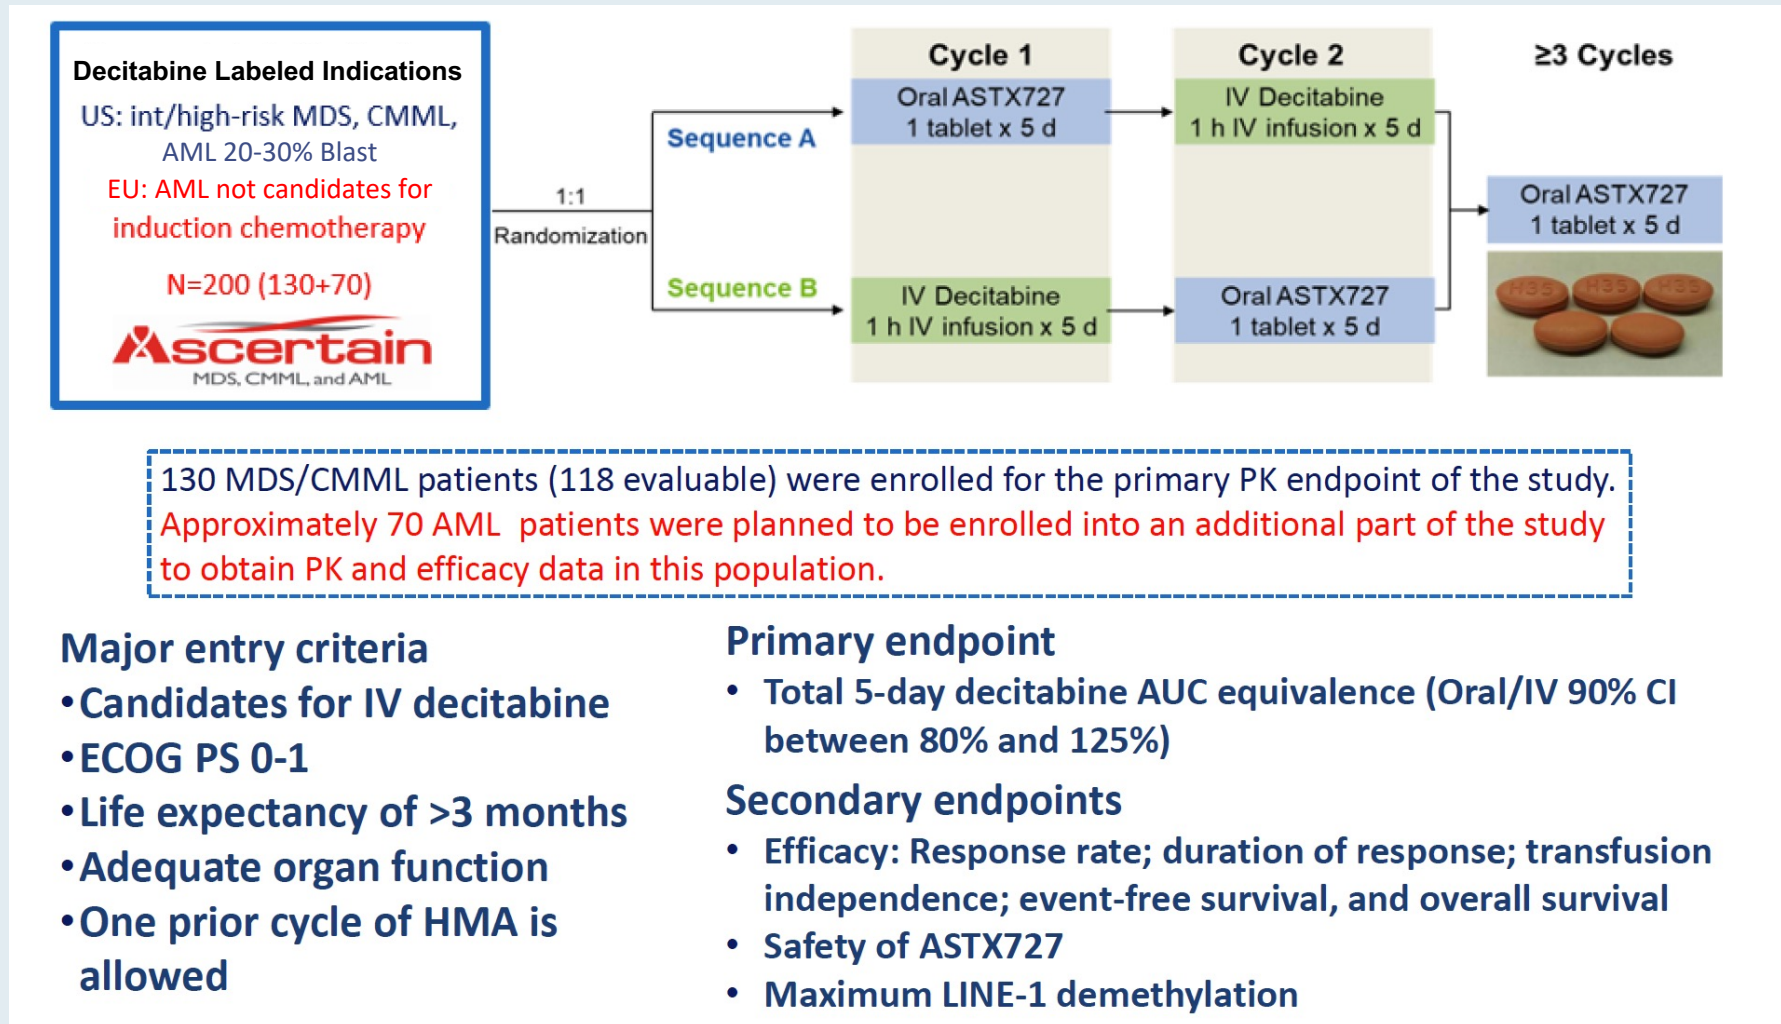 Decitabine Labeled Indications
US: int/high-risk MDS, CMML,
AML 20-30% Blast
EU: AML not candidates for
induction chemotherapy
N=200 (130+70)
Ascertain
MDS, CMML, and AML
1:1
Randomization
Sequence A
Sequence B
Cycle 1
Oral ASTX727
1 tablet x 5 d
IV Decitabine
1 h IV infusion x 5 d
Cycle 2
IV Decitabine
1 h IV infusion x 5 d
Oral ASTX727
1 tablet x 5 d
≥3 Cycles
Oral ASTX727
1 tablet x 5 d
H35 H35 H35
130 MDS/CMML patients (118 evaluable) were enrolled for the primary PK endpoint of the study.
Approximately 70 AML patients were planned to be enrolled into an additional part of the study
to obtain PK and efficacy data in this population.
Major entry criteria
•Candidates for IV decitabine
•ECOG PS 0-1
•Life expectancy of >3 months
•Adequate organ function
•One prior cycle of HMA is
allowed
Primary endpoint
• Total 5-day decitabine AUC equivalence (Oral/IV 90% CI
between 80% and 125%)
Secondary endpoints
• Efficacy: Response rate; duration of response; transfusion
independence; event-free survival, and overall survival
• Safety of ASTX727
• Maximum LINE-1 demethylation